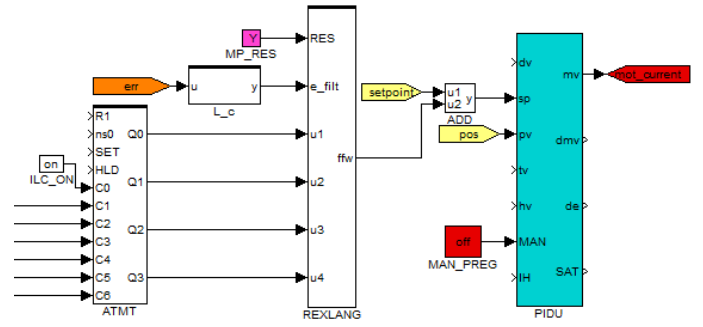 Y
MP_RES
RES
err
u y
L_c
e_filt
R1
ns0
SET
HLD
C0
C1
C2
C3
C4
C5
C6
Q0
Q1
Q2
Q3
ATMT
on
ILC_ON
u1
u2
u3
u4
ffw
REXLANG
setpoint
u1
u2
y
ADD
pos
off
MAN_PREG
dv
sp
pv
tv
hv
MAN
IH
mv
dmv
de
SAT
PIDU
mot_current